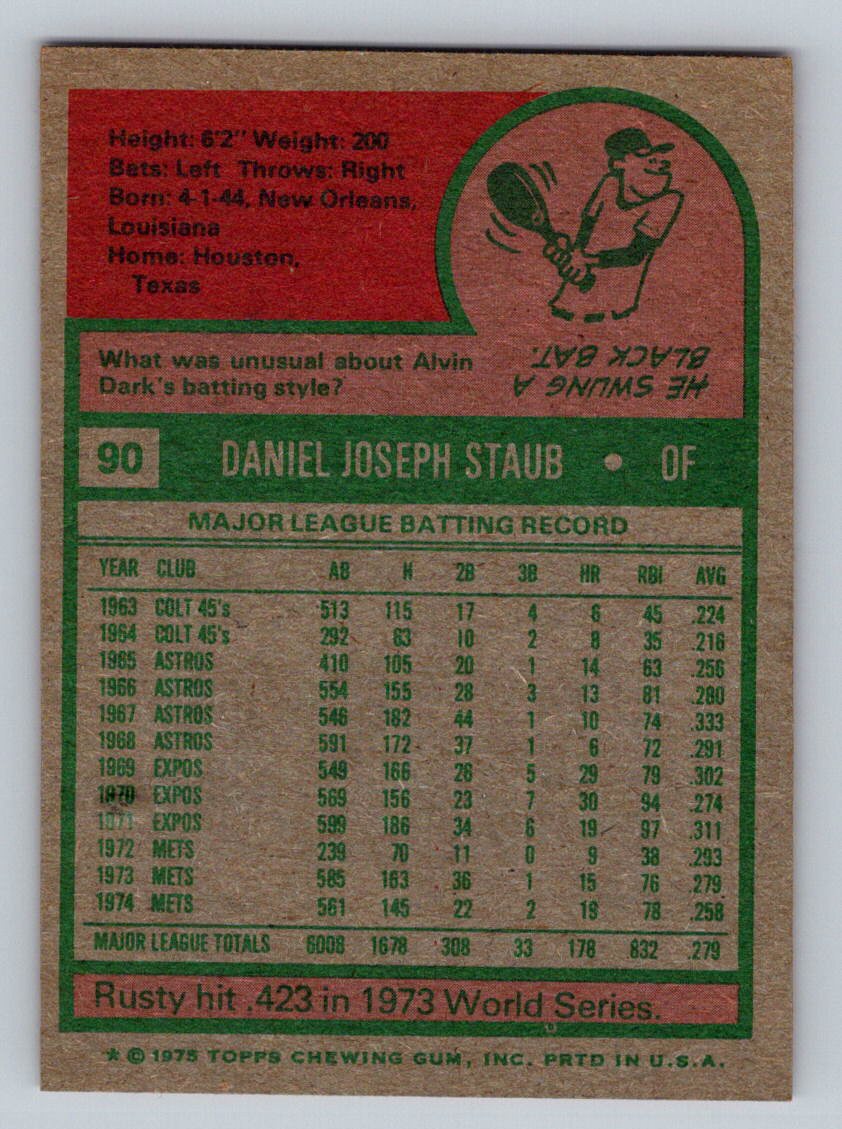 Height: 6'2" Weight: 200
Bats: Left Throws: Right
Born: 4-1-44, New Orleans,
Louisiana
Home: Houston,
Texas
What was unusual about Alvin
Dark's batting style?
HE SWUNG A
BLACK BAT.
90 DANIEL JOSEPH STAUB • OF
MAJOR LEAGUE BATTING RECORD
YEAR CLUB AB H 2B 3B HR RBI AVG
1963 COLT 45's 513 115 17 4 6 45 .224
1964 COLT 45's 292 63 10 2 8 35 .216
1965 ASTROS 410 105 20 1 14 63 .256
1966 ASTROS 554 155 28 3 13 81 .280
1967 ASTROS 546 182 44 1 10 74 .333
1968 ASTROS 591 172 37 1 6 72 .291
1969 EXPOS 549 166 26 5 29 79 .302
1970 EXPOS 569 156 23 7 30 94 .274
1971 EXPOS 599 186 34 6 19 97 .311
1972 METS 239 70 11 0 9 38 .293
1973 METS 585 163 36 1 15 76 .279
1974 METS 561 145 22 2 19 78 .258
MAJOR LEAGUE TOTALS 6008 1678 308 33 178 832 .279
Rusty hit .423 in 1973 World Series.
* © 1975 TOPPS CHEWING GUM, INC. PRTD IN U.S.A.